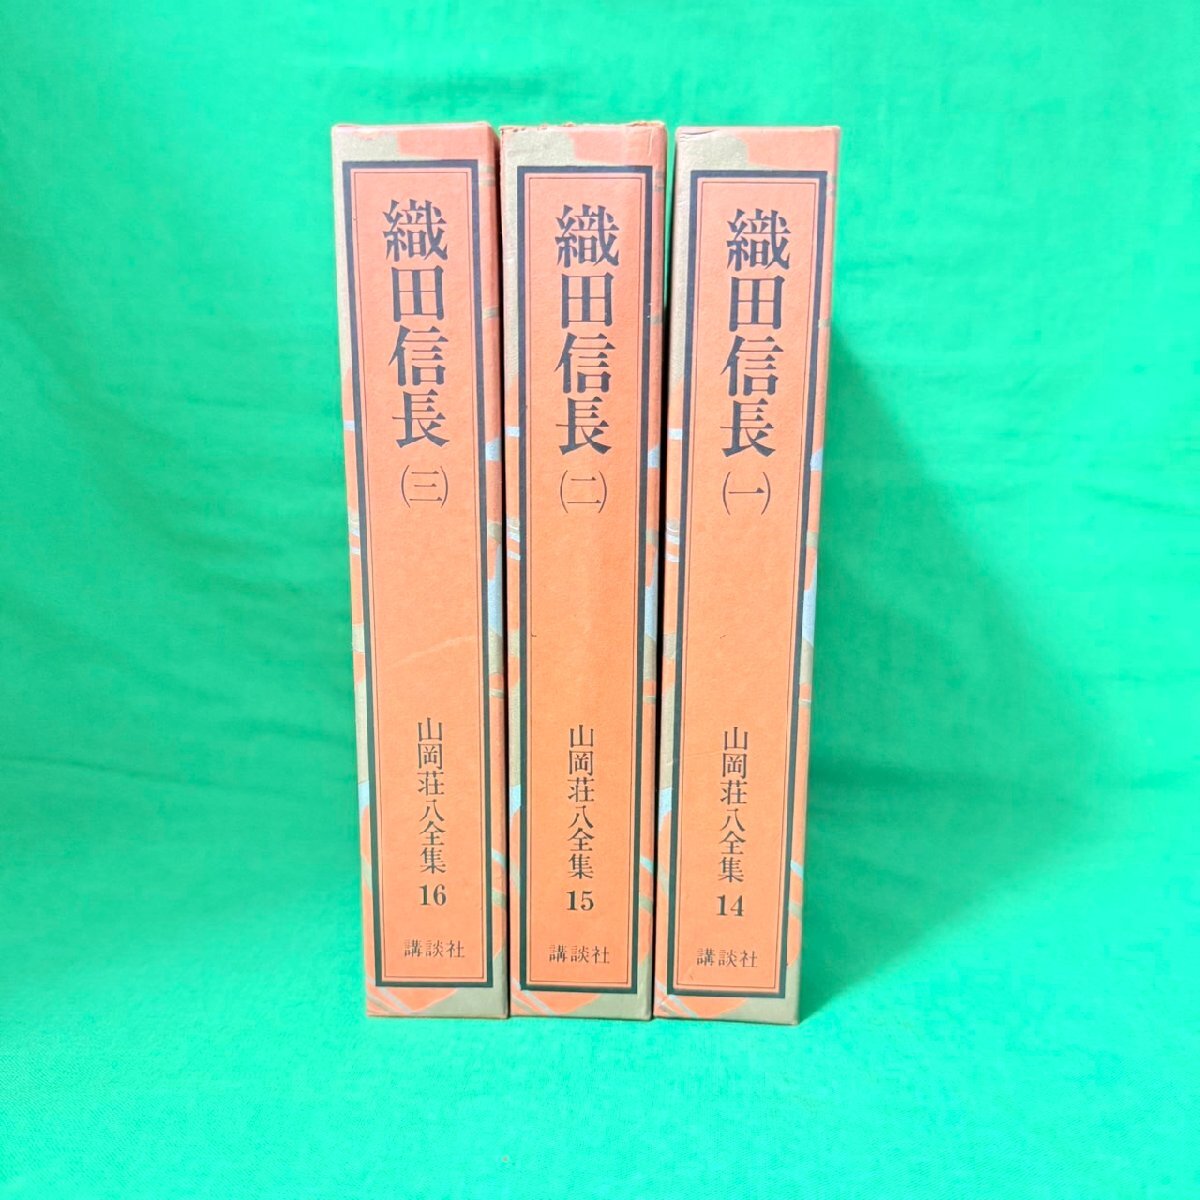 織田信長
(三)
山岡荘八全集
16
講談社
織田信長
(二)
山岡荘八全集
15
講談社
織田信長
(一)
山岡荘八全集
14
講談社